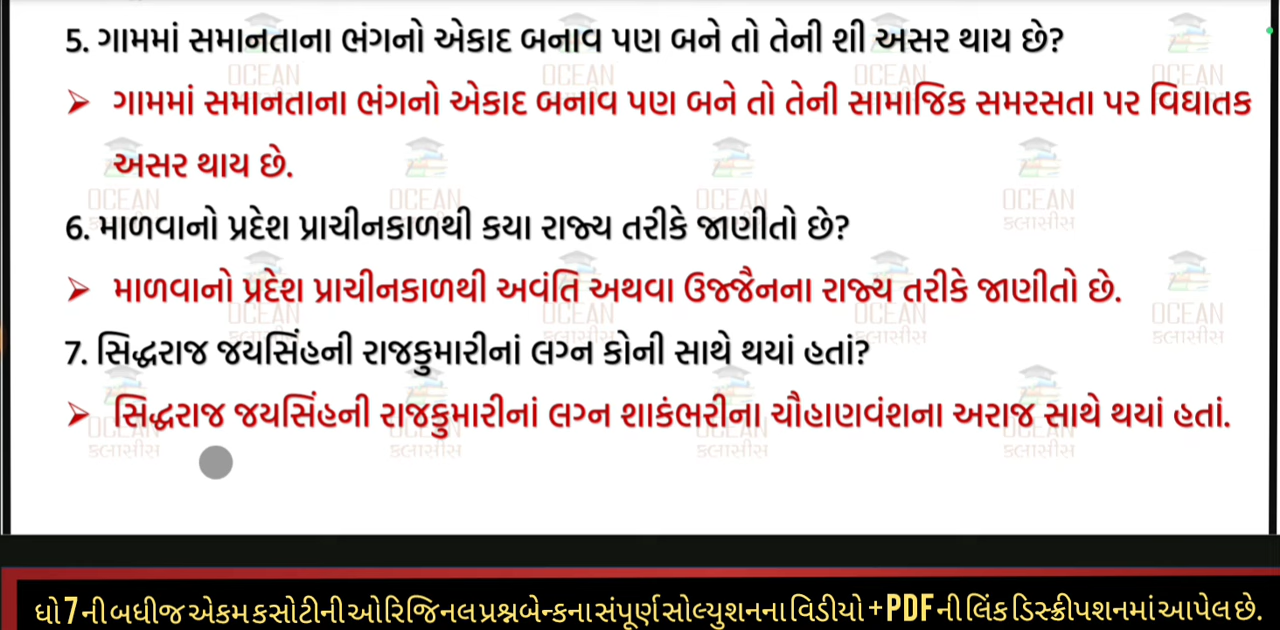 5. ગામમાં સમાનતાના ભંગનો એકાદ બનાવ પણ બને તો તેની શી અસર થાય છે?
➢ ગામમાં સમાનતાના ભંગનો એકાદ બનાવ પણ બને તો તેની સામાજિક સમરસતા પર વિઘાતક
અસર થાય છે.
6. માળવાનો પ્રદેશ પ્રાચીનકાળથી કયા રાજ્ય તરીકે જાણીતો છે?
➢ માળવાનો પ્રદેશ પ્રાચીનકાળથી અવંતિ અથવા ઉજ્જૈનના રાજ્ય તરીકે જાણીતો છે.
7. સિદ્ધરાજ જયસિંહની રાજકુમારીનાં લગ્ન કોની સાથે થયાં હતાં?
➢ સિદ્ધરાજ જયસિંહની રાજકુમારીનાં લગ્ન શાકંભરીના ચૌહાણવંશના અરાજ સાથે થયાં હતાં.
OCEAN
કલાસીસ
ધો 7 ની બધીજ એકમ કસોટીની ઓરિજિનલ પ્રશ્નબેન્કના સંપૂર્ણ સોલ્યુશનના વિડીયો + PDF ની લિંક ડિસ્ક્રીપશનમાં આપેલ છે.